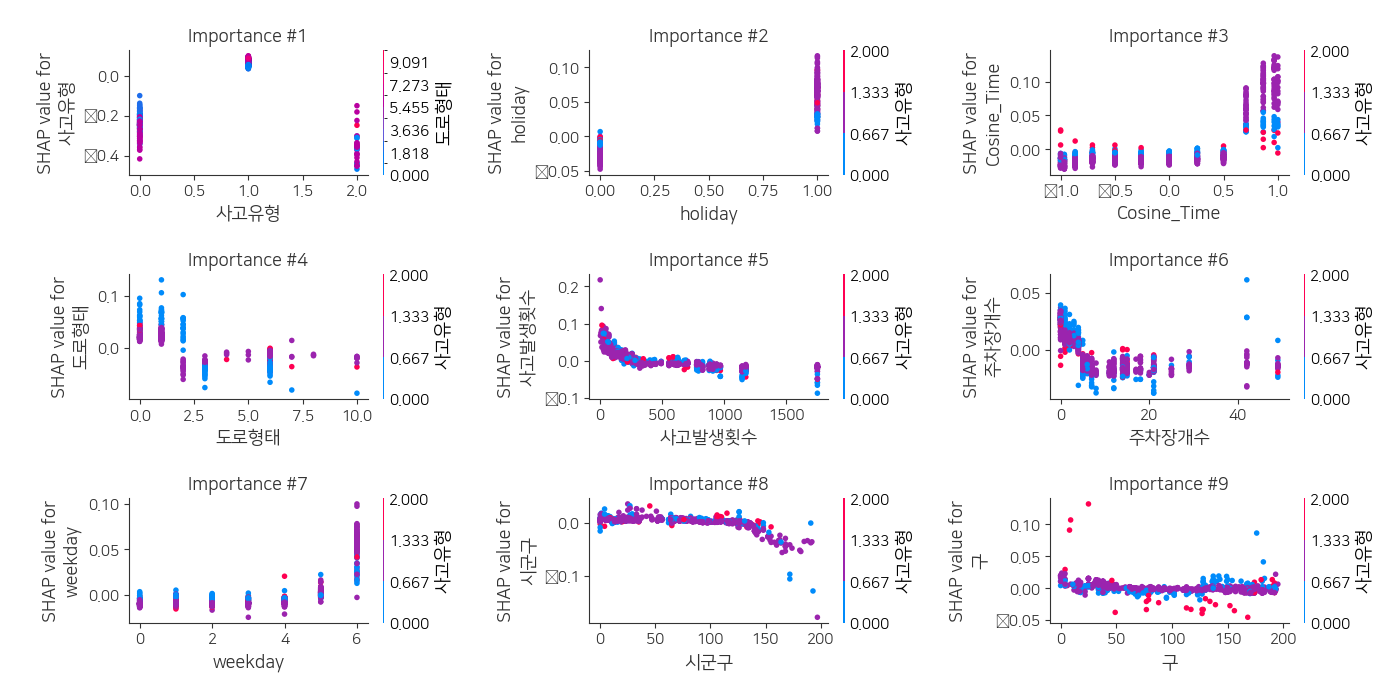 Importance #1
SHAP value for
사고유형
0.0
0.2
0.4
0.0
0.5
1.0
1.5
2.0
사고유형
9.091
7.273
5.455
3.636
1.818
0.000
도로형태
Importance #2
SHAP value for
holiday
0.10
0.05
0.00
0.05
0.00
0.25
0.50
0.75
1.00
holiday
2.000
1.333
0.667
0.000
사고유형
Importance #3
SHAP value for
Cosine_Time
0.10
0.05
0.00
1.0
0.5
0.0
0.5
1.0
Cosine_Time
2.000
1.333
0.667
0.000
사고유형
Importance #4
SHAP value for
도로형태
0.1
0.0
0.0
2.5
5.0
7.5
10.0
도로형태
2.000
1.333
0.667
0.000
사고유형
Importance #5
SHAP value for
사고발생횟수
0.2
0.1
0.0
0.1
0
500
1000
1500
사고발생횟수
2.000
1.333
0.667
0.000
사고유형
Importance #6
SHAP value for
주차장개수
0.05
0.00
0
20
40
주차장개수
2.000
1.333
0.667
0.000
사고유형
Importance #7
SHAP value for
weekday
0.10
0.05
0.00
0
2
4
6
weekday
2.000
1.333
0.667
0.000
사고유형
Importance #8
SHAP value for
시군구
0.0
0.1
0
50
100
150
200
시군구
2.000
1.333
0.667
0.000
사고유형
Importance #9
SHAP value for
구
0.10
0.05
0.00
0.05
0
50
100
150
200
구
2.000
1.333
0.667
0.000
사고유형